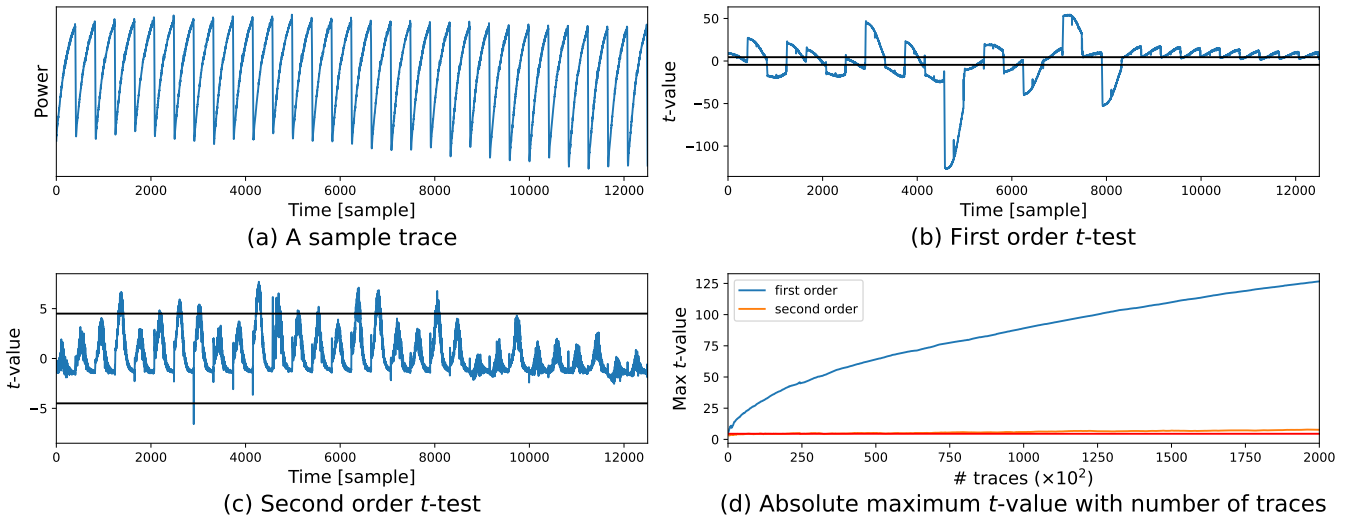 Power
0 2000 4000 6000 8000 10000 12000
Time [sample]
(a) A sample trace
t-value
50
0
−50
−100
0 2000 4000 6000 8000 10000 12000
Time [sample]
(b) First order t-test
t-value
5
0
−5
0 2000 4000 6000 8000 10000 12000
Time [sample]
(c) Second order t-test
Max t-value
125
100
75
50
25
0
first order
second order
0 250 500 750 1000 1250 1500 1750 2000
# traces (×10²)
(d) Absolute maximum t-value with number of traces